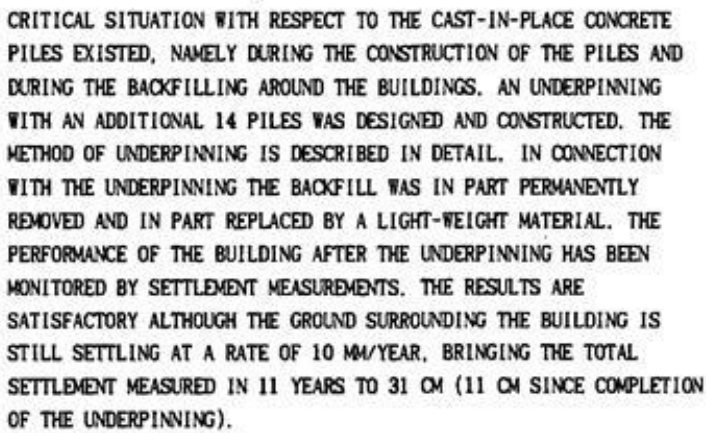 CRITICAL SITUATION WITH RESPECT TO THE CAST-IN-PLACE CONCRETE
PILES EXISTED, NAMELY DURING THE CONSTRUCTION OF THE PILES AND
DURING THE BACKFILLING AROUND THE BUILDINGS. AN UNDERPINNING
WITH AN ADDITIONAL 14 PILES WAS DESIGNED AND CONSTRUCTED. THE
METHOD OF UNDERPINNING IS DESCRIBED IN DETAIL. IN CONNECTION
WITH THE UNDERPINNING THE BACKFILL WAS IN PART PERMANENTLY
REMOVED AND IN PART REPLACED BY A LIGHT-WEIGHT MATERIAL. THE
PERFORMANCE OF THE BUILDING AFTER THE UNDERPINNING HAS BEEN
MONITORED BY SETTLEMENT MEASUREMENTS. THE RESULTS ARE
SATISFACTORY ALTHOUGH THE GROUND SURROUNDING THE BUILDING IS
STILL SETTLING AT A RATE OF 10 MM/YEAR, BRINGING THE TOTAL
SETTLEMENT MEASURED IN 11 YEARS TO 31 CM (11 CM SINCE COMPLETION
OF THE UNDERPINNING).